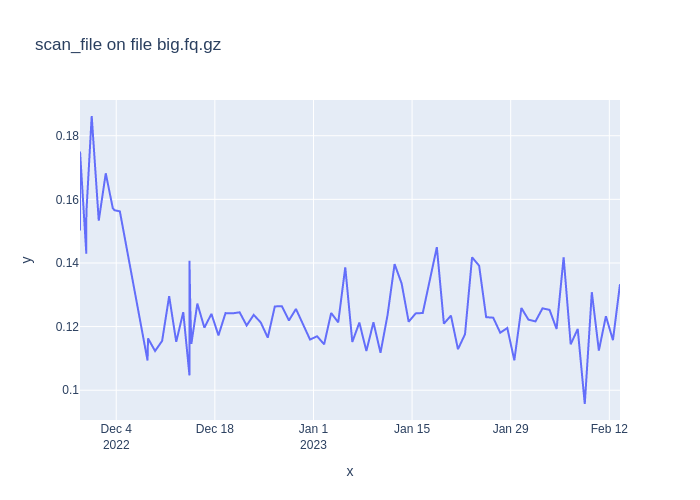 scan_file on file big.fq.gz
0.18
0.16
0.14
0.12
0.1
y
Dec 4
2022
Dec 18
Jan 1
2023
Jan 15
Jan 29
Feb 12
x